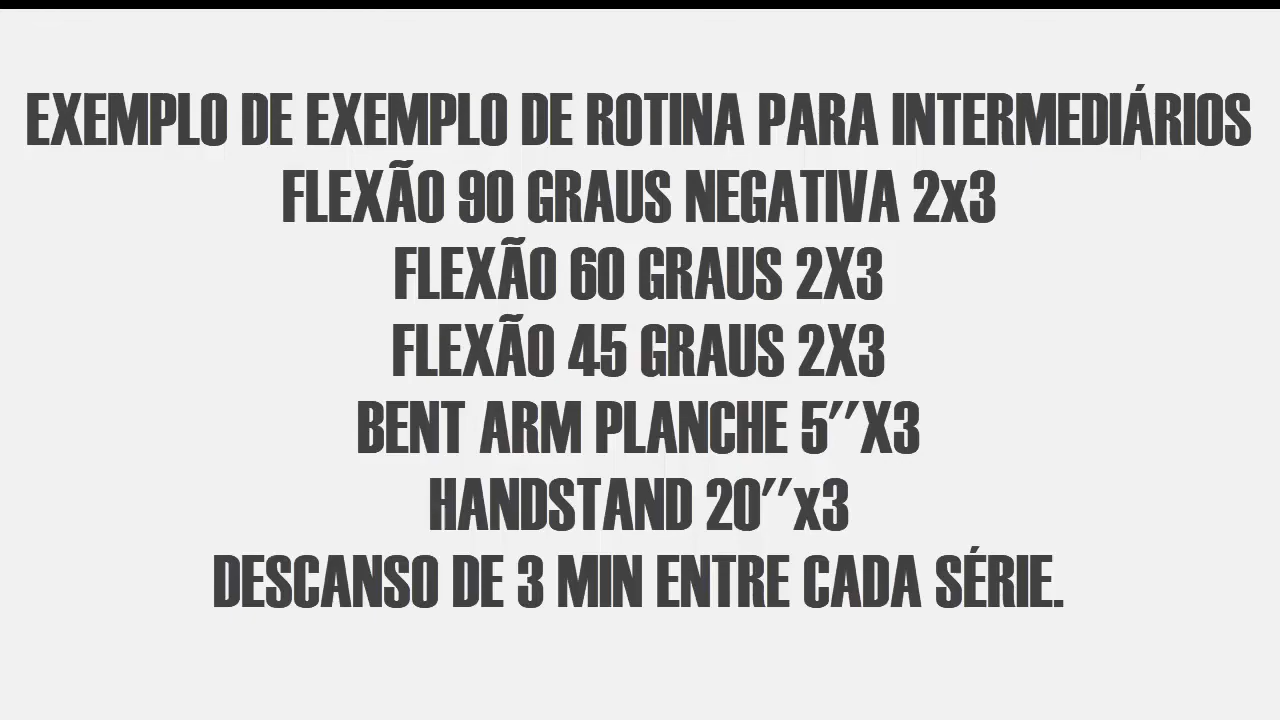 EXEMPLO DE EXEMPLO DE ROTINA PARA INTERMEDIÁRIOS
FLEXÃO 90 GRAUS NEGATIVA 2x3
FLEXÃO 60 GRAUS 2X3
FLEXÃO 45 GRAUS 2X3
BENT ARM PLANCHE 5''X3
HANDSTAND 20''x3
DESCANSO DE 3 MIN ENTRE CADA SÉRIE.